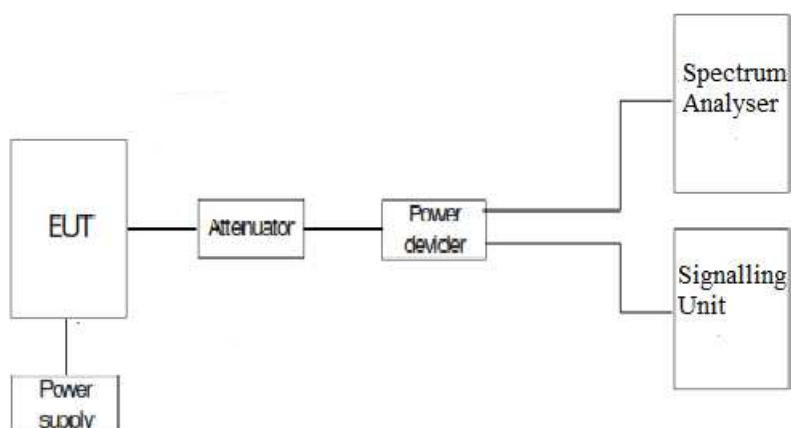 Spectrum
Analyser
EUT
Attenuator
Power
devider
Signalling
Unit
Power
supply